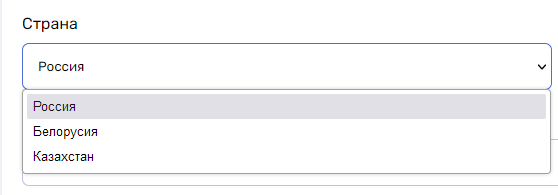 Страна
Россия
Россия
Белорусия
Казахстан